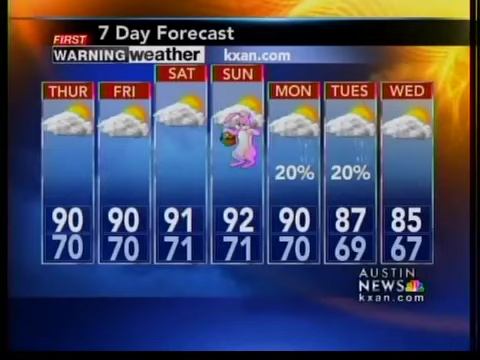 7 Day Forecast
FIRST
WARNING weather kxan.com
THUR FRI SAT SUN MON TUES WED
20% 20%
90 90 91 92 90 87 85
70 70 71 71 70 69 67
AUSTIN
NEWS
kxan.com